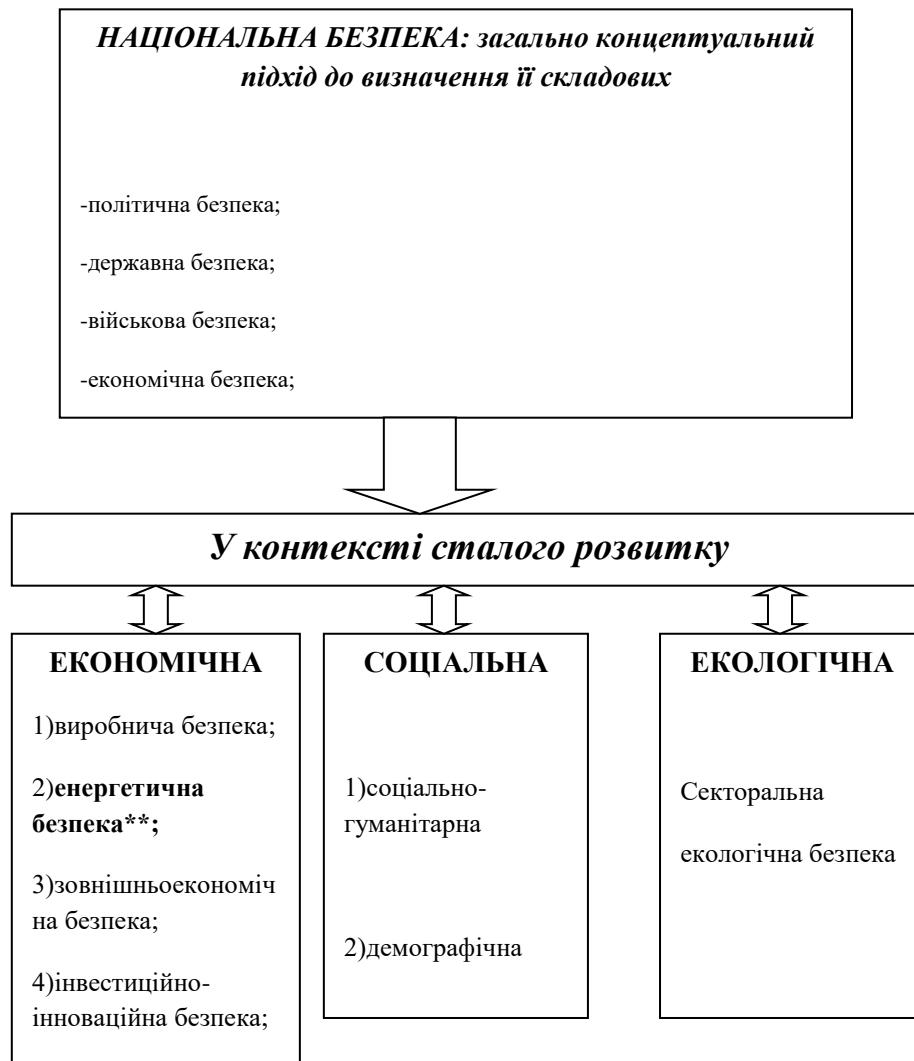 НАЦІОНАЛЬНА БЕЗПЕКА: загально концептуальний
підхід до визначення її складових
-політична безпека;
-державна безпека;
-військова безпека;
-економічна безпека;
У контексті сталого розвитку
ЕКОНОМІЧНА
1)виробнича безпека;
2)енергетична
безпека**;
3)зовнішньоекономіч
на безпека;
4)інвестиційно-
інноваційна безпека;
СОЦІАЛЬНА
1)соціально-
гуманітарна
2)демографічна
ЕКОЛОГІЧНА
Секторальна
екологічна безпека